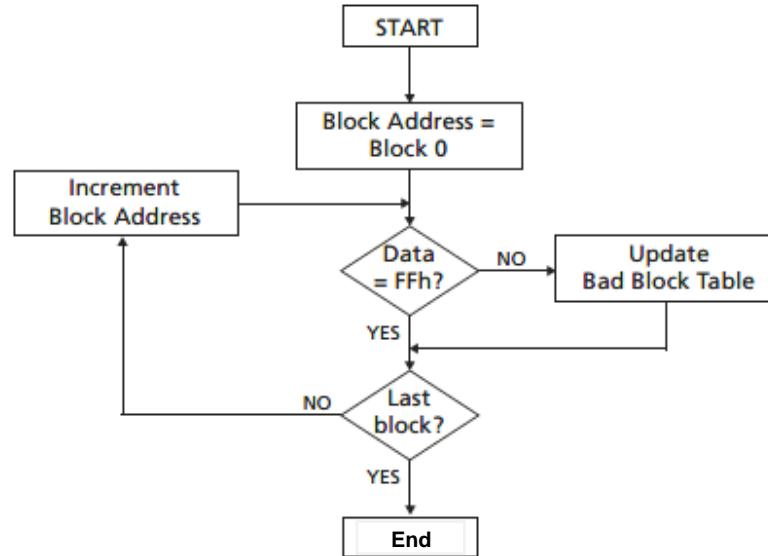 START
Block Address =
Block 0
Increment
Block Address
Data
= FFh?
NO
Update
Bad Block Table
YES
Last
block?
NO
YES
End